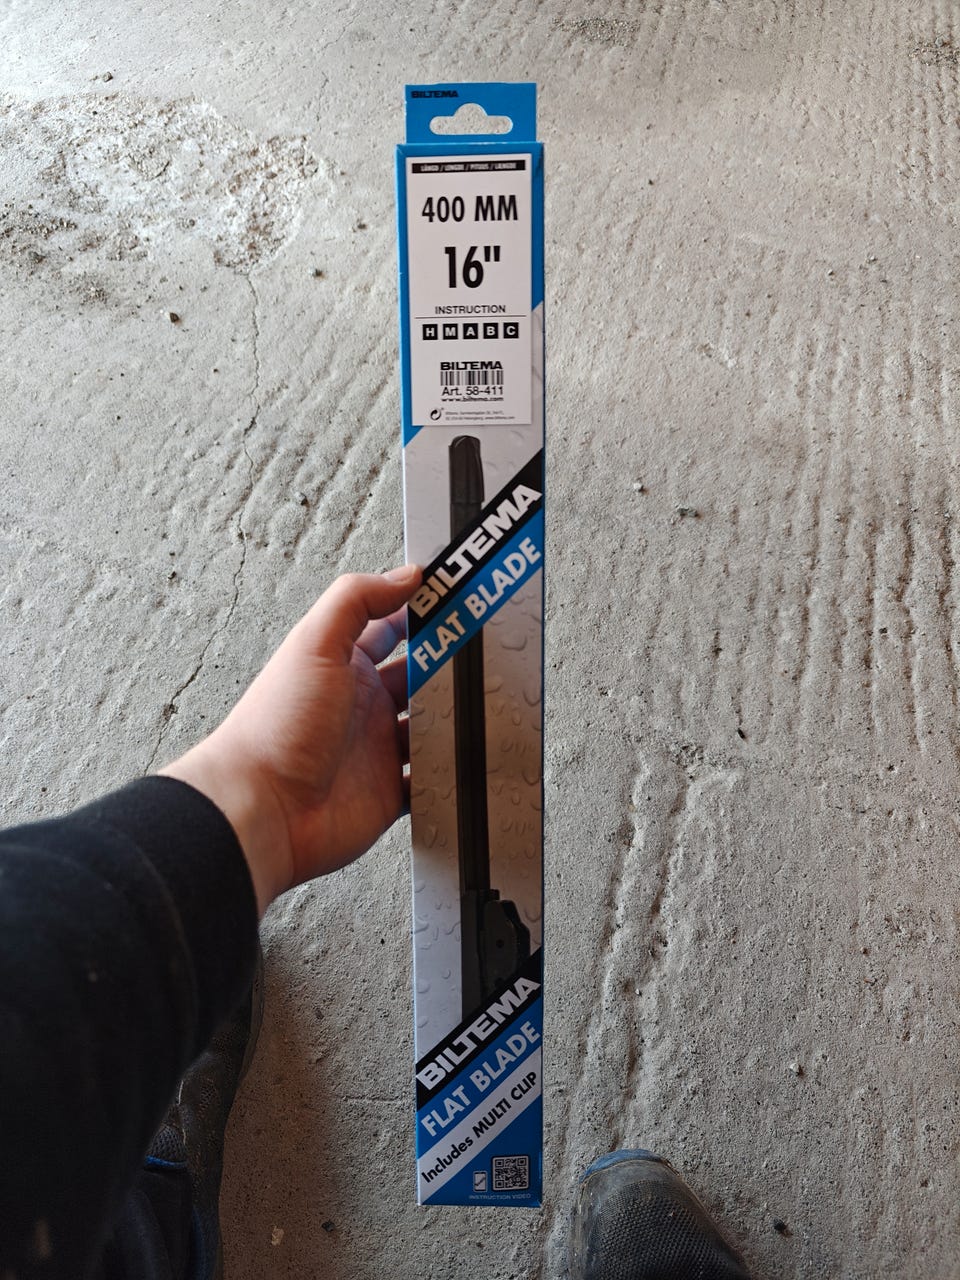 BILTEMA
LÄNGD / LENGDE / PITUUS / LÆNGDE
400 MM
16"
INSTRUCTION
H M A B C
BILTEMA
Art. 58-411
www.biltema.com
BILTEMA
FLAT BLADE
BILTEMA
FLAT BLADE
Includes MULTI CLIP
INSTRUCTION VIDEO